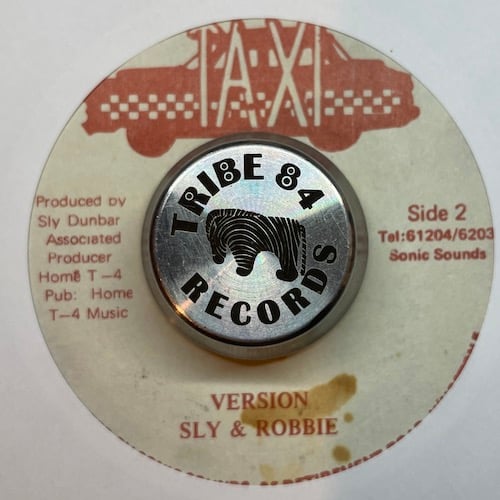 TAXI
Produced by
Sly Dunbar
Associated
Producer
Home T-4
Pub: Home
T-4 Music
TRIBE 84
RECORDS
Side 2
Tel:61204/6203
Sonic Sounds
VERSION
SLY & ROBBIE